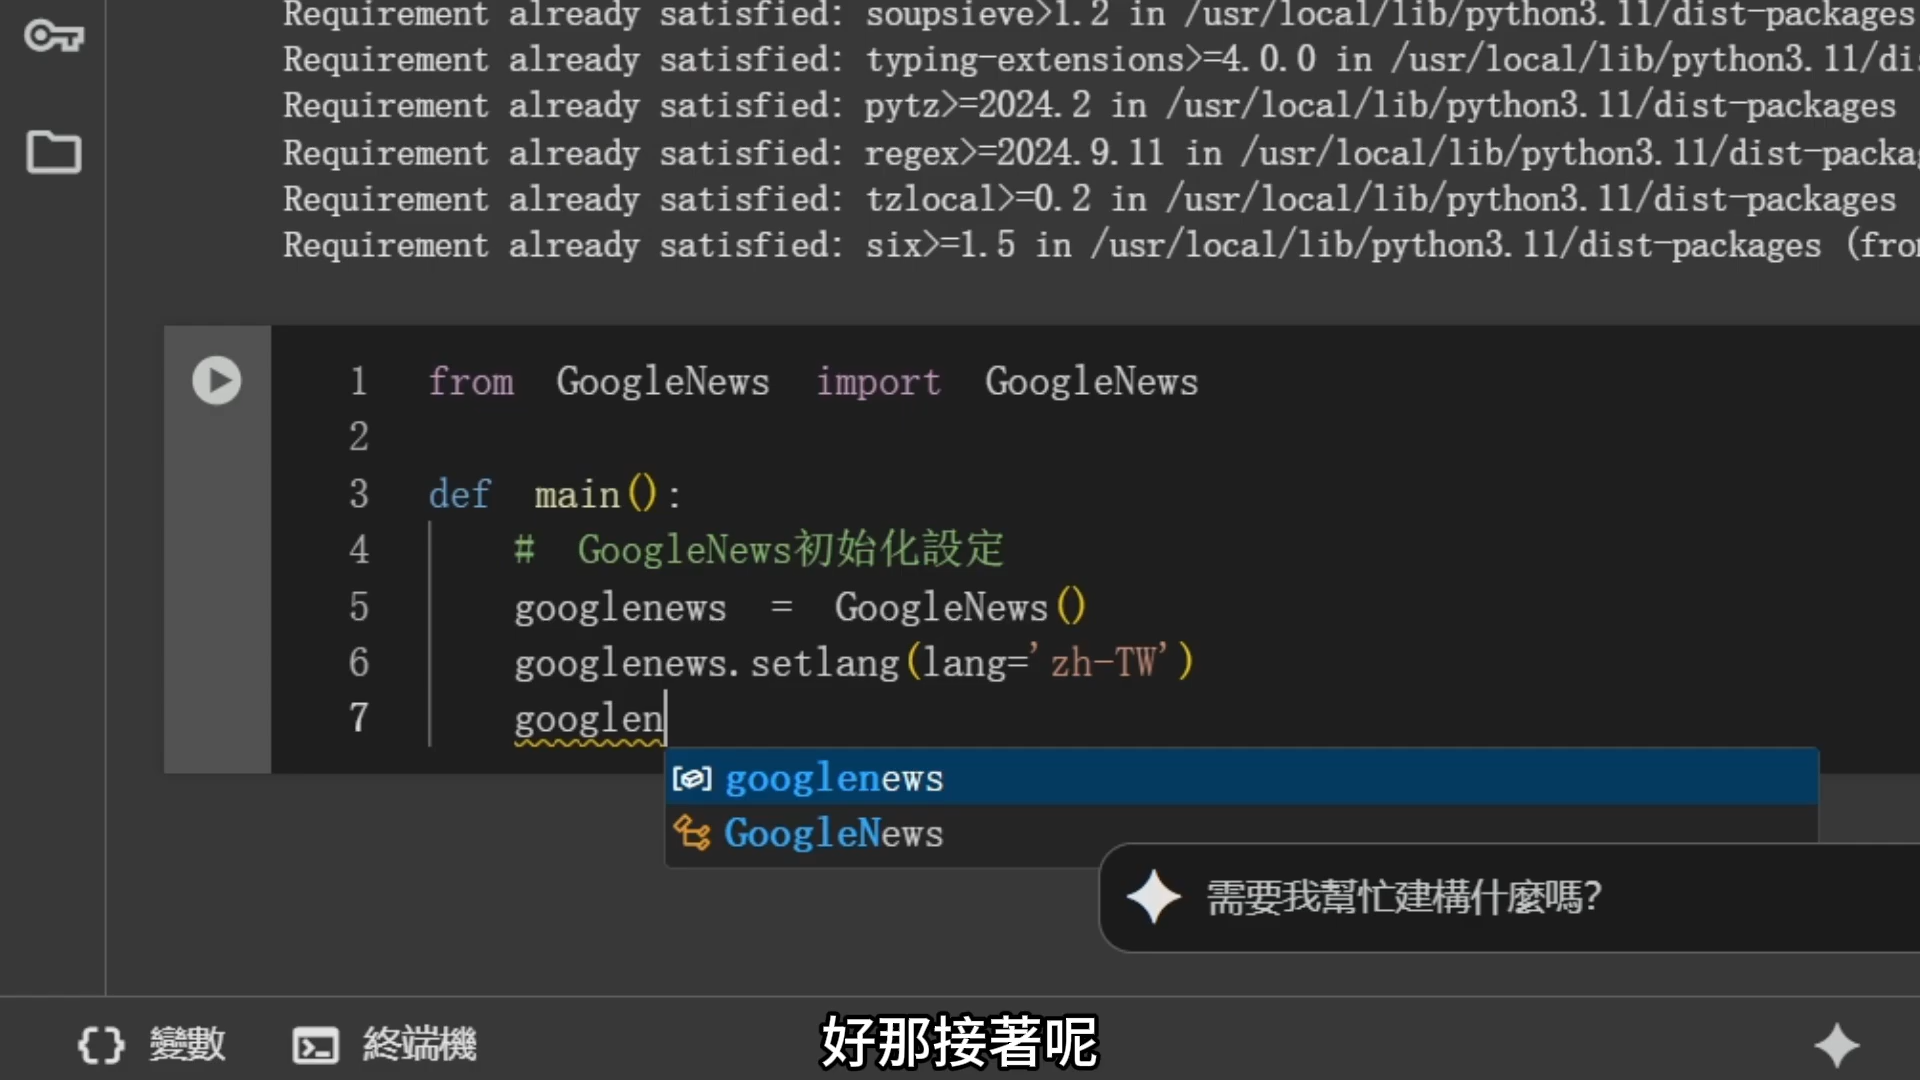 Requirement already satisfied: soupsieve>1.2 in /usr/local/lib/python3.11/dist-packages
Requirement already satisfied: typing-extensions>=4.0.0 in /usr/local/lib/python3.11/dis
Requirement already satisfied: pytz>=2024.2 in /usr/local/lib/python3.11/dist-packages
Requirement already satisfied: regex>=2024.9.11 in /usr/local/lib/python3.11/dist-packag
Requirement already satisfied: tzlocal>=0.2 in /usr/local/lib/python3.11/dist-packages
Requirement already satisfied: six>=1.5 in /usr/local/lib/python3.11/dist-packages (from
1 from GoogleNews import GoogleNews
2
3 def main():
4 # GoogleNews初始化設定
5 googlenews = GoogleNews()
6 googlenews.setlang(lang='zh-TW')
7 googlen
googlenews
GoogleNews
需要我幫忙建構什麼嗎?
變數
終端機
好那接著呢